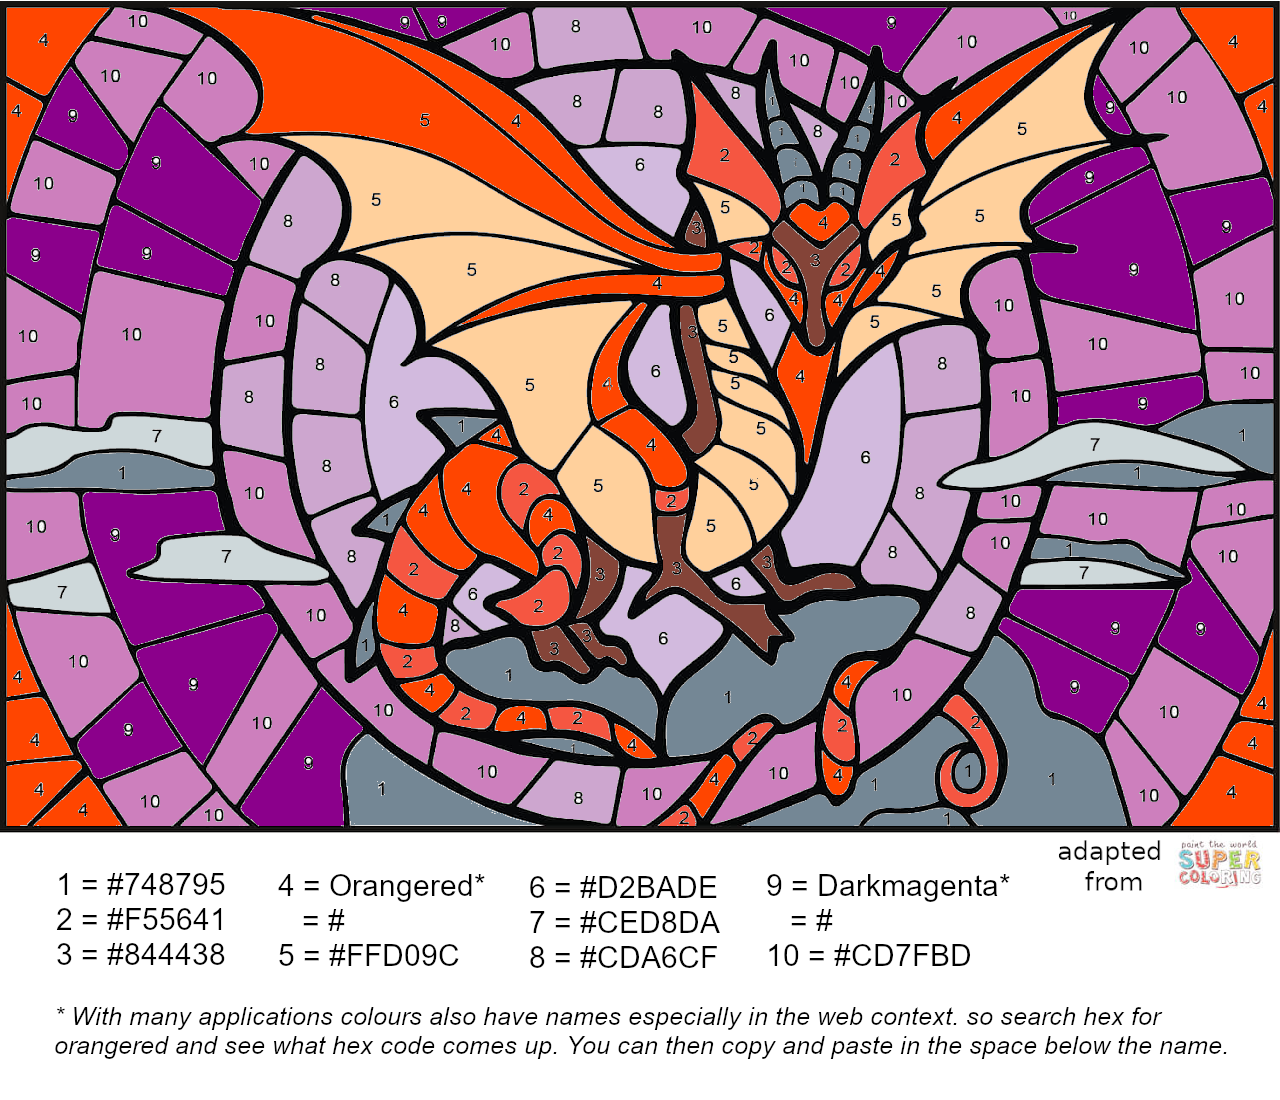 adapted
from
paint the world
SUPER
COLORING
1 = #748795
2 = #F55641
3 = #844438
4 = Orangered*
= #
5 = #FFD09C
6 = #D2BADE
7 = #CED8DA
8 = #CDA6CF
9 = Darkmagenta*
= #
10 = #CD7FBD
* With many applications colours also have names especially in the web context. so search hex for
orangered and see what hex code comes up. You can then copy and paste in the space below the name.